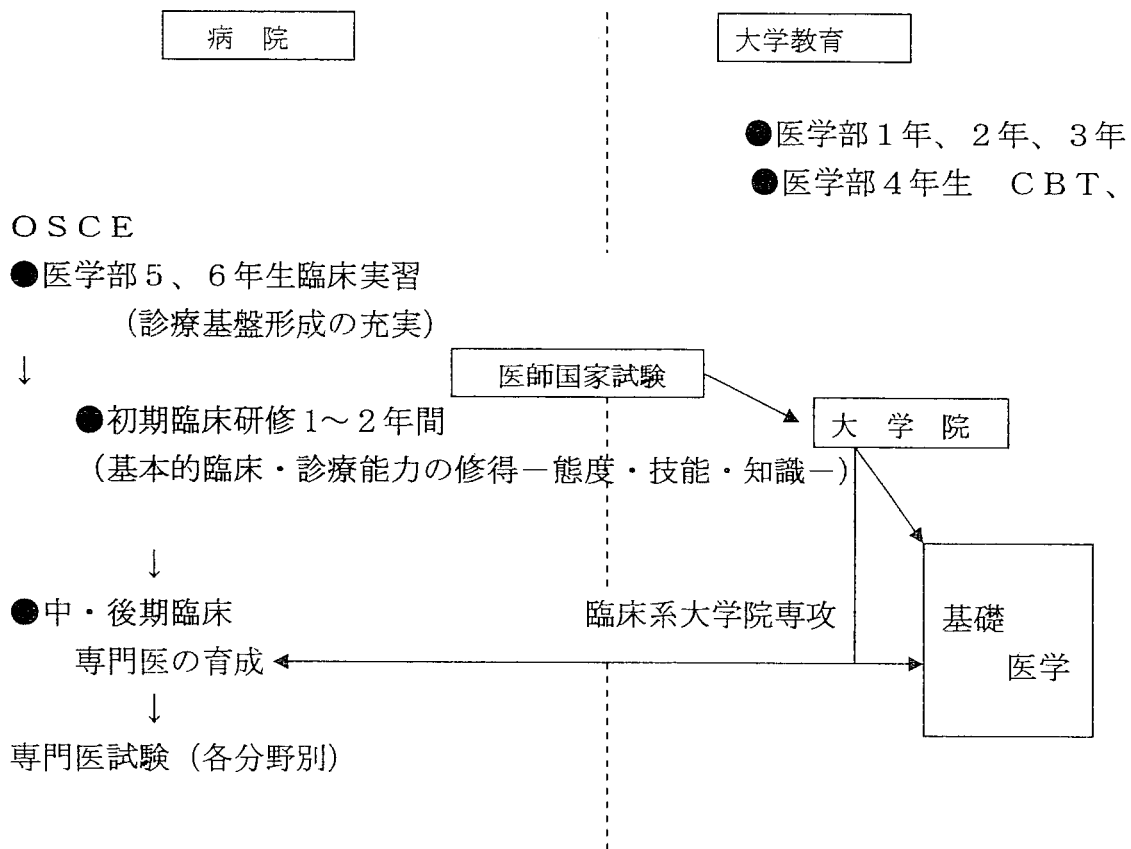 病 院
大学教育
●医学部1年、2年、3年
●医学部4年生 CBT、
OSCE
●医学部5、6年生臨床実習
(診療基盤形成の充実)
↓
医師国家試験
●初期臨床研修1～2年間
大 学 院
(基本的臨床・診療能力の修得－態度・技能・知識－)
↓
●中・後期臨床
臨床系大学院専攻
基礎
専門医の育成
医学
↓
専門医試験(各分野別)